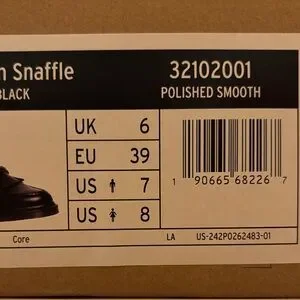 Snaffle 32102001
BLACK POLISHED SMOOTH
UK 6
EU 39
US 7
US 8
1 90665 68226 7
Core LA US-242P0262483-01